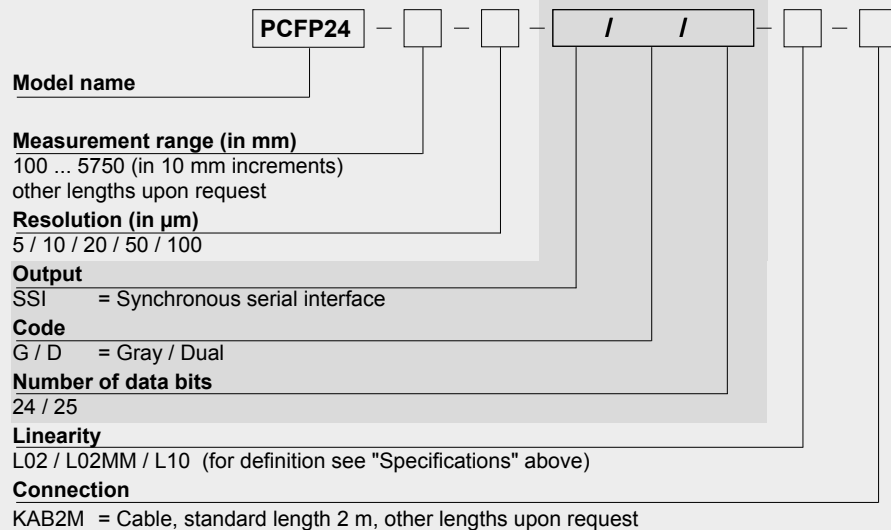 PCFP24 – – – / / – –
Model name
Measurement range (in mm)
100 ... 5750 (in 10 mm increments)
other lengths upon request
Resolution (in µm)
5 / 10 / 20 / 50 / 100
Output
SSI = Synchronous serial interface
Code
G / D = Gray / Dual
Number of data bits
24 / 25
Linearity
L02 / L02MM / L10 (for definition see "Specifications" above)
Connection
KAB2M = Cable, standard length 2 m, other lengths upon request